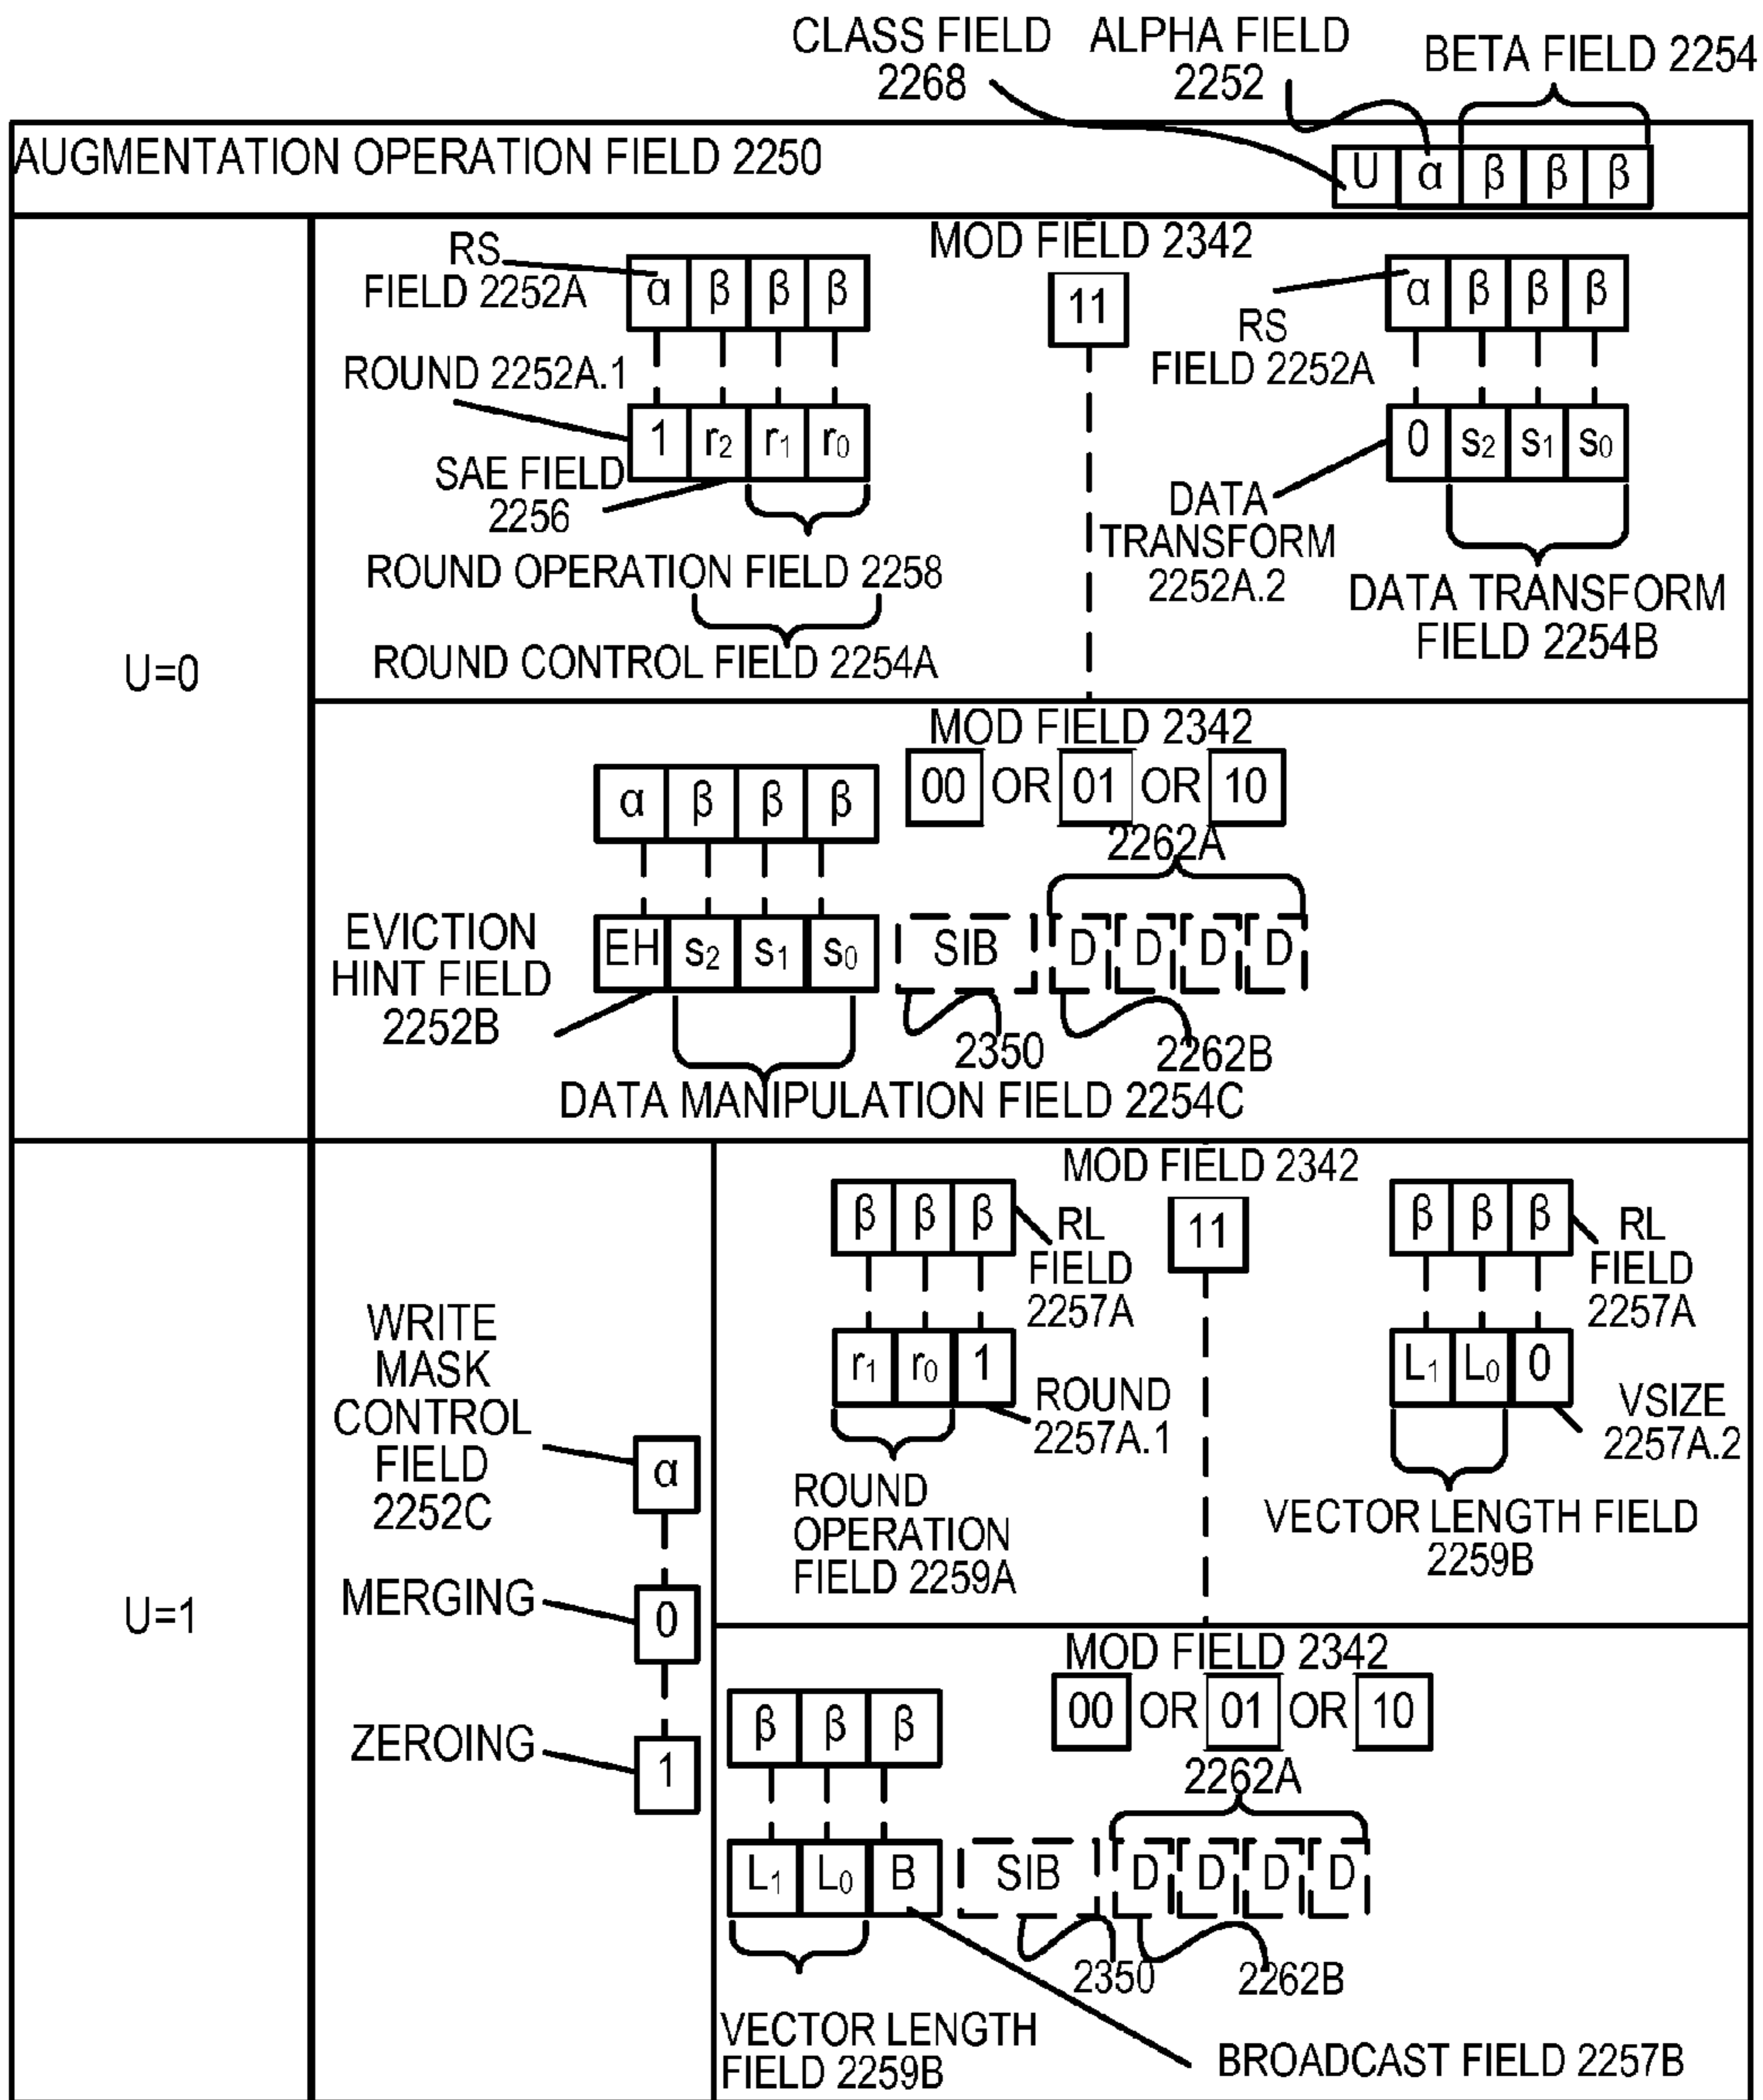 CLASS FIELD 2268
ALPHA FIELD 2252
BETA FIELD 2254
AUGMENTATION OPERATION FIELD 2250
U α β β β
U=0
RS FIELD 2252A
α β β β
ROUND 2252A.1
1 r₂ r₁ r₀
SAE FIELD 2256
ROUND OPERATION FIELD 2258
ROUND CONTROL FIELD 2254A
MOD FIELD 2342
11
α β β β
RS FIELD 2252A
0 s₂ s₁ s₀
DATA TRANSFORM 2252A.2
DATA TRANSFORM FIELD 2254B
MOD FIELD 2342
00 OR 01 OR 10
α β β β
2262A
EVICTION HINT FIELD 2252B
EH s₂ s₁ s₀
SIB
D D D D
2350
2262B
DATA MANIPULATION FIELD 2254C
U=1
WRITE MASK CONTROL FIELD 2252C
α
MERGING
0
ZEROING
1
MOD FIELD 2342
11
β β β
RL FIELD 2257A
r₁ r₀ 1
ROUND 2257A.1
ROUND OPERATION FIELD 2259A
β β β
RL FIELD 2257A
L₁ L₀ 0
VSIZE 2257A.2
VECTOR LENGTH FIELD 2259B
MOD FIELD 2342
00 OR 01 OR 10
β β β
2262A
L₁ L₀ B
SIB
D D D D
2350
2262B
VECTOR LENGTH FIELD 2259B
BROADCAST FIELD 2257B